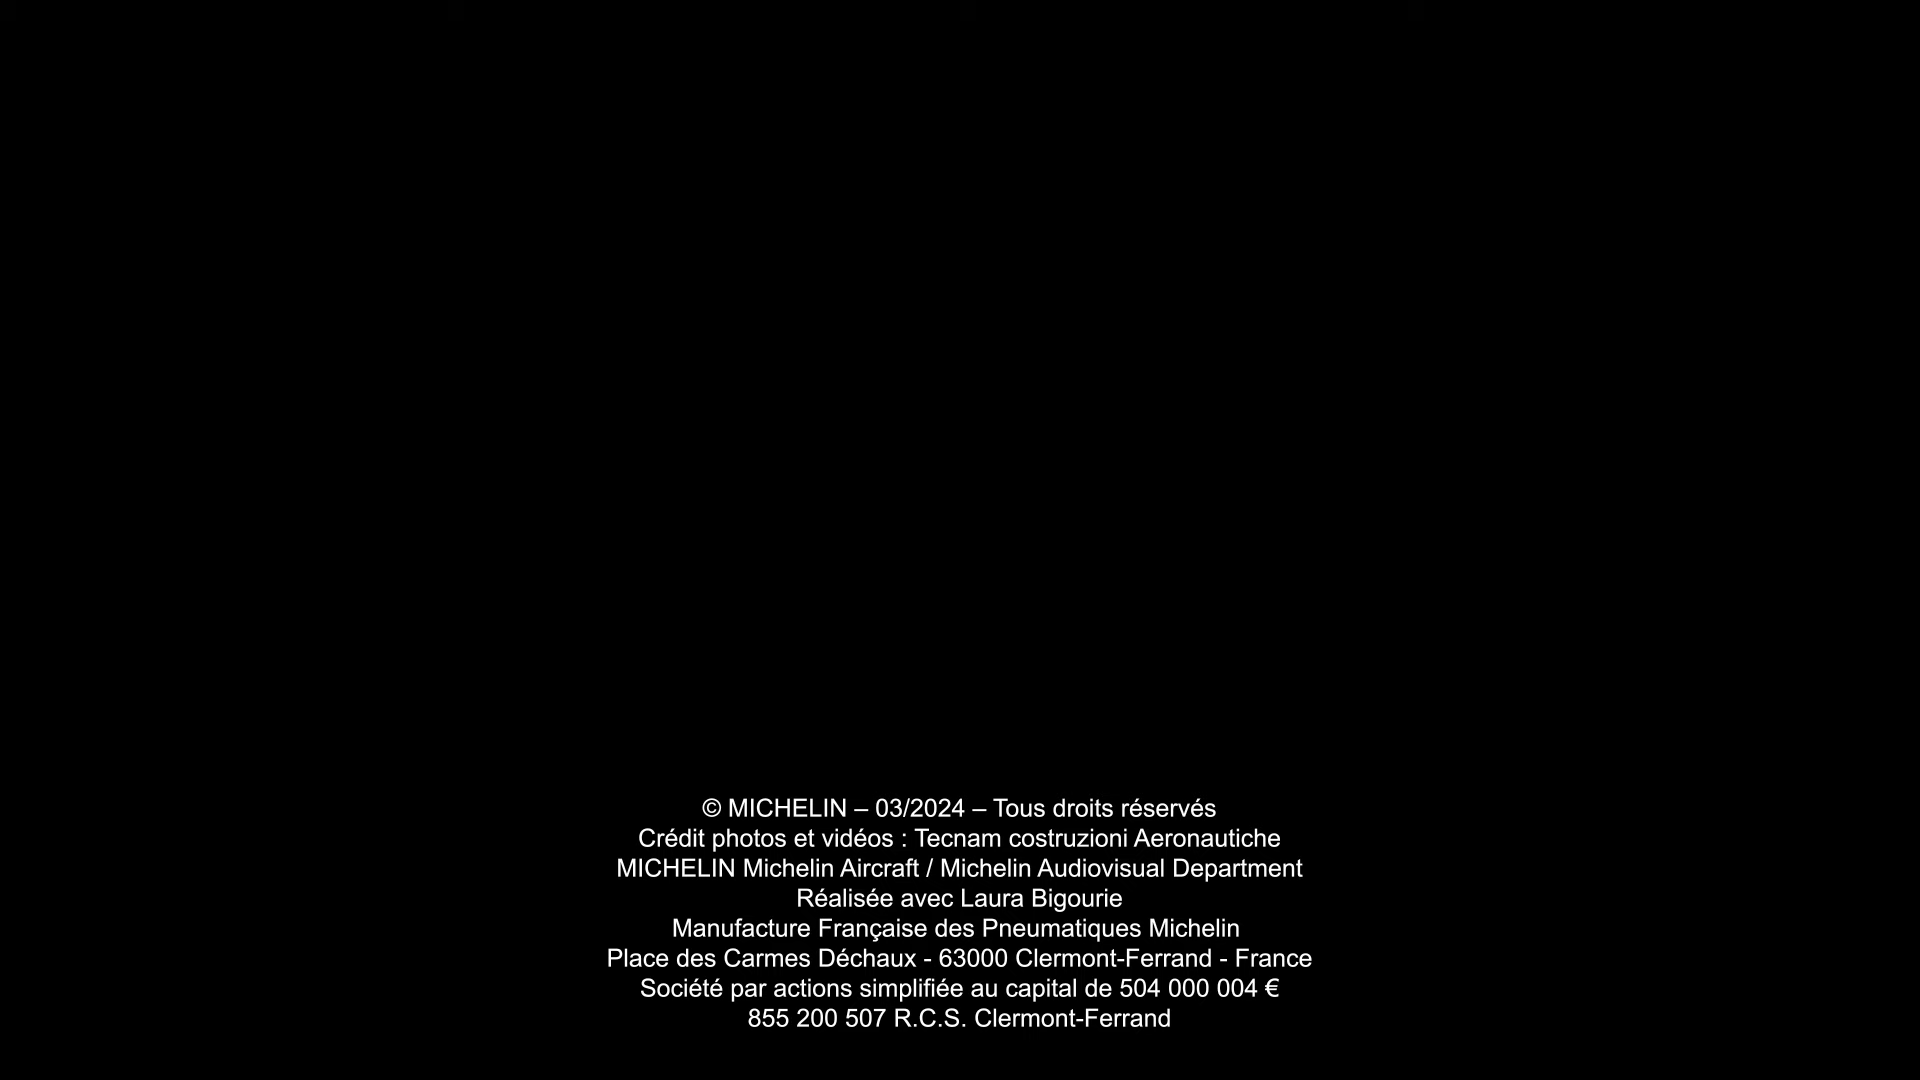 © MICHELIN – 03/2024 – Tous droits réservés
Crédit photos et vidéos : Tecnam costruzioni Aeronautiche
MICHELIN Michelin Aircraft / Michelin Audiovisual Department
Réalisée avec Laura Bigourie
Manufacture Française des Pneumatiques Michelin
Place des Carmes Déchaux - 63000 Clermont-Ferrand - France
Société par actions simplifiée au capital de 504 000 004 €
855 200 507 R.C.S. Clermont-Ferrand